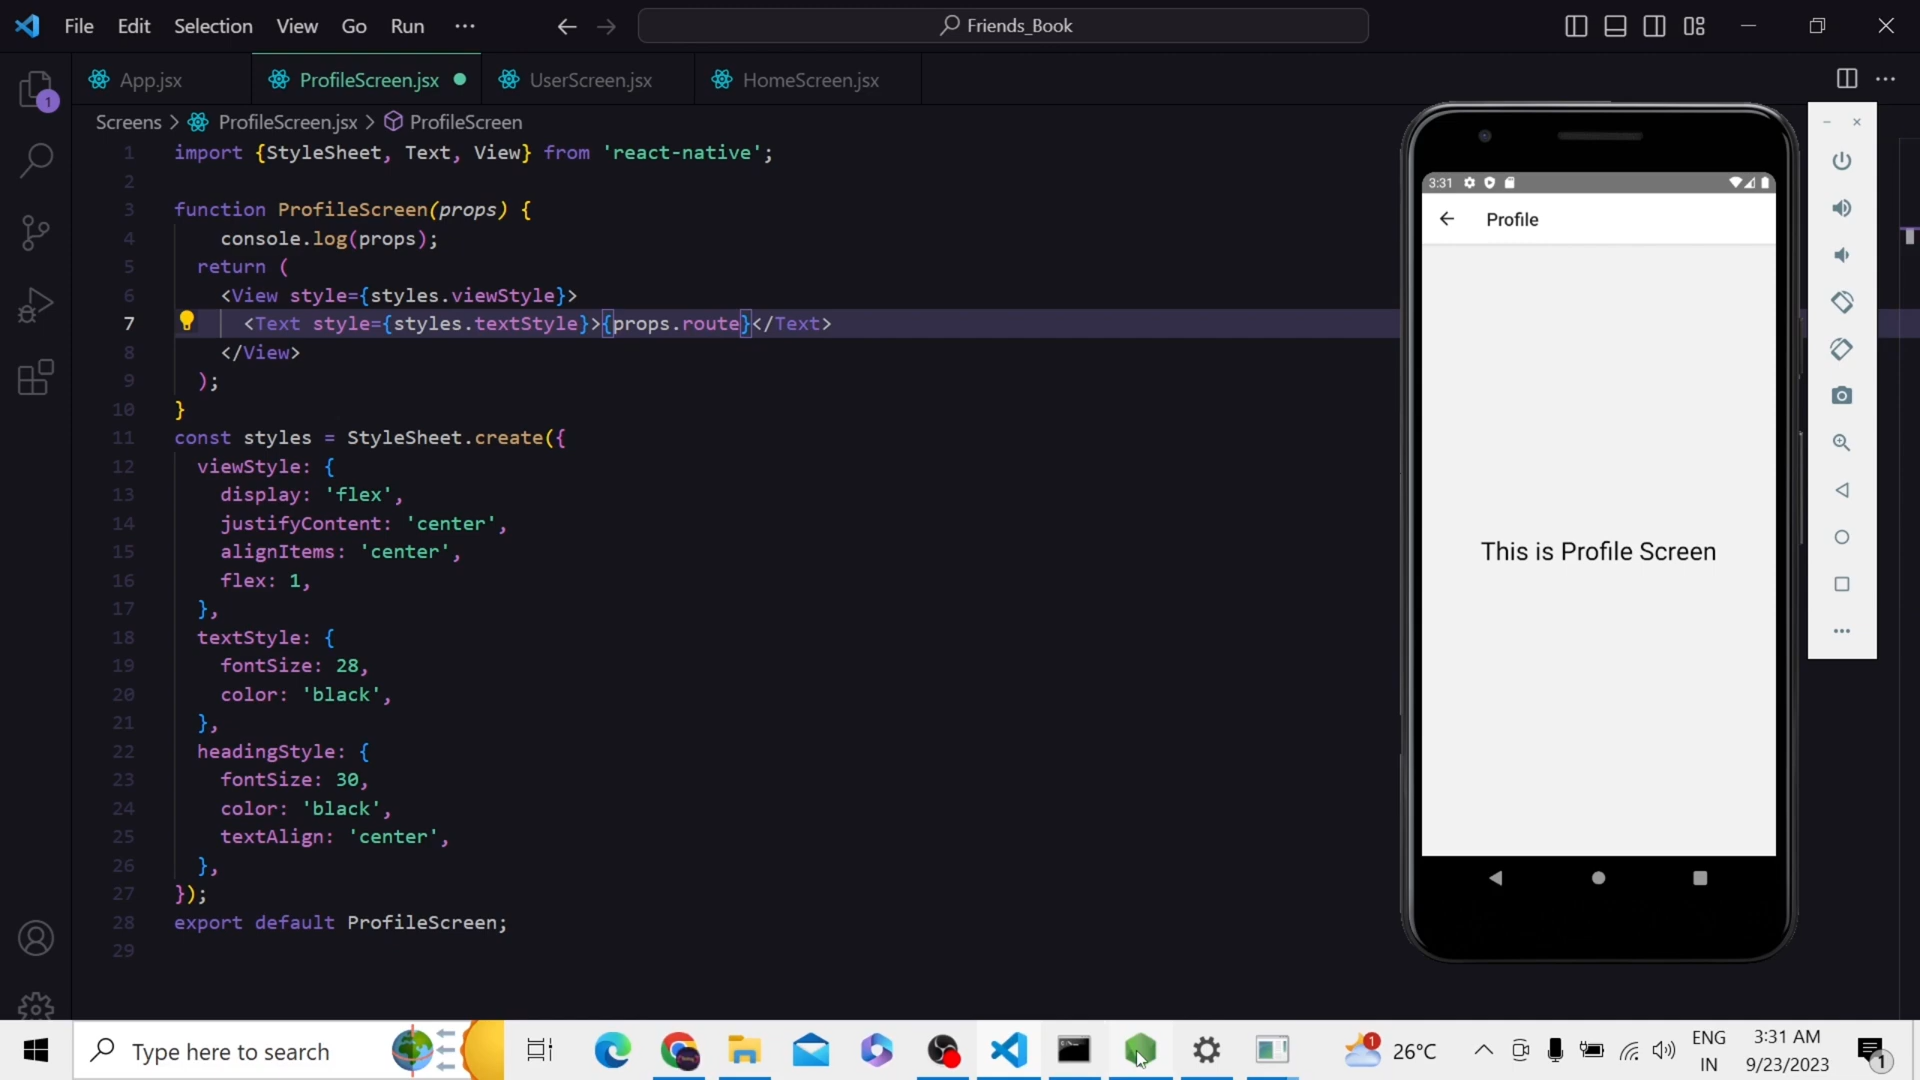 File Edit Selection View Go Run ··· Friends_Book
App.jsx ProfileScreen.jsx UserScreen.jsx HomeScreen.jsx
1
Screens > ProfileScreen.jsx > ProfileScreen
1 import {StyleSheet, Text, View} from 'react-native';
2
3 function ProfileScreen(props) {
4 console.log(props);
5 return (
6 <View style={styles.viewStyle}>
7 <Text style={styles.textStyle}>{props.route}</Text>
8 </View>
9 );
10 }
11 const styles = StyleSheet.create({
12 viewStyle: {
13 display: 'flex',
14 justifyContent: 'center',
15 alignItems: 'center',
16 flex: 1,
17 },
18 textStyle: {
19 fontSize: 28,
20 color: 'black',
21 },
22 headingStyle: {
23 fontSize: 30,
24 color: 'black',
25 textAlign: 'center',
26 },
27 });
28 export default ProfileScreen;
29
3:31
Profile
This is Profile Screen
Type here to search
1
26°C
ENG
IN
3:31 AM
9/23/2023
1